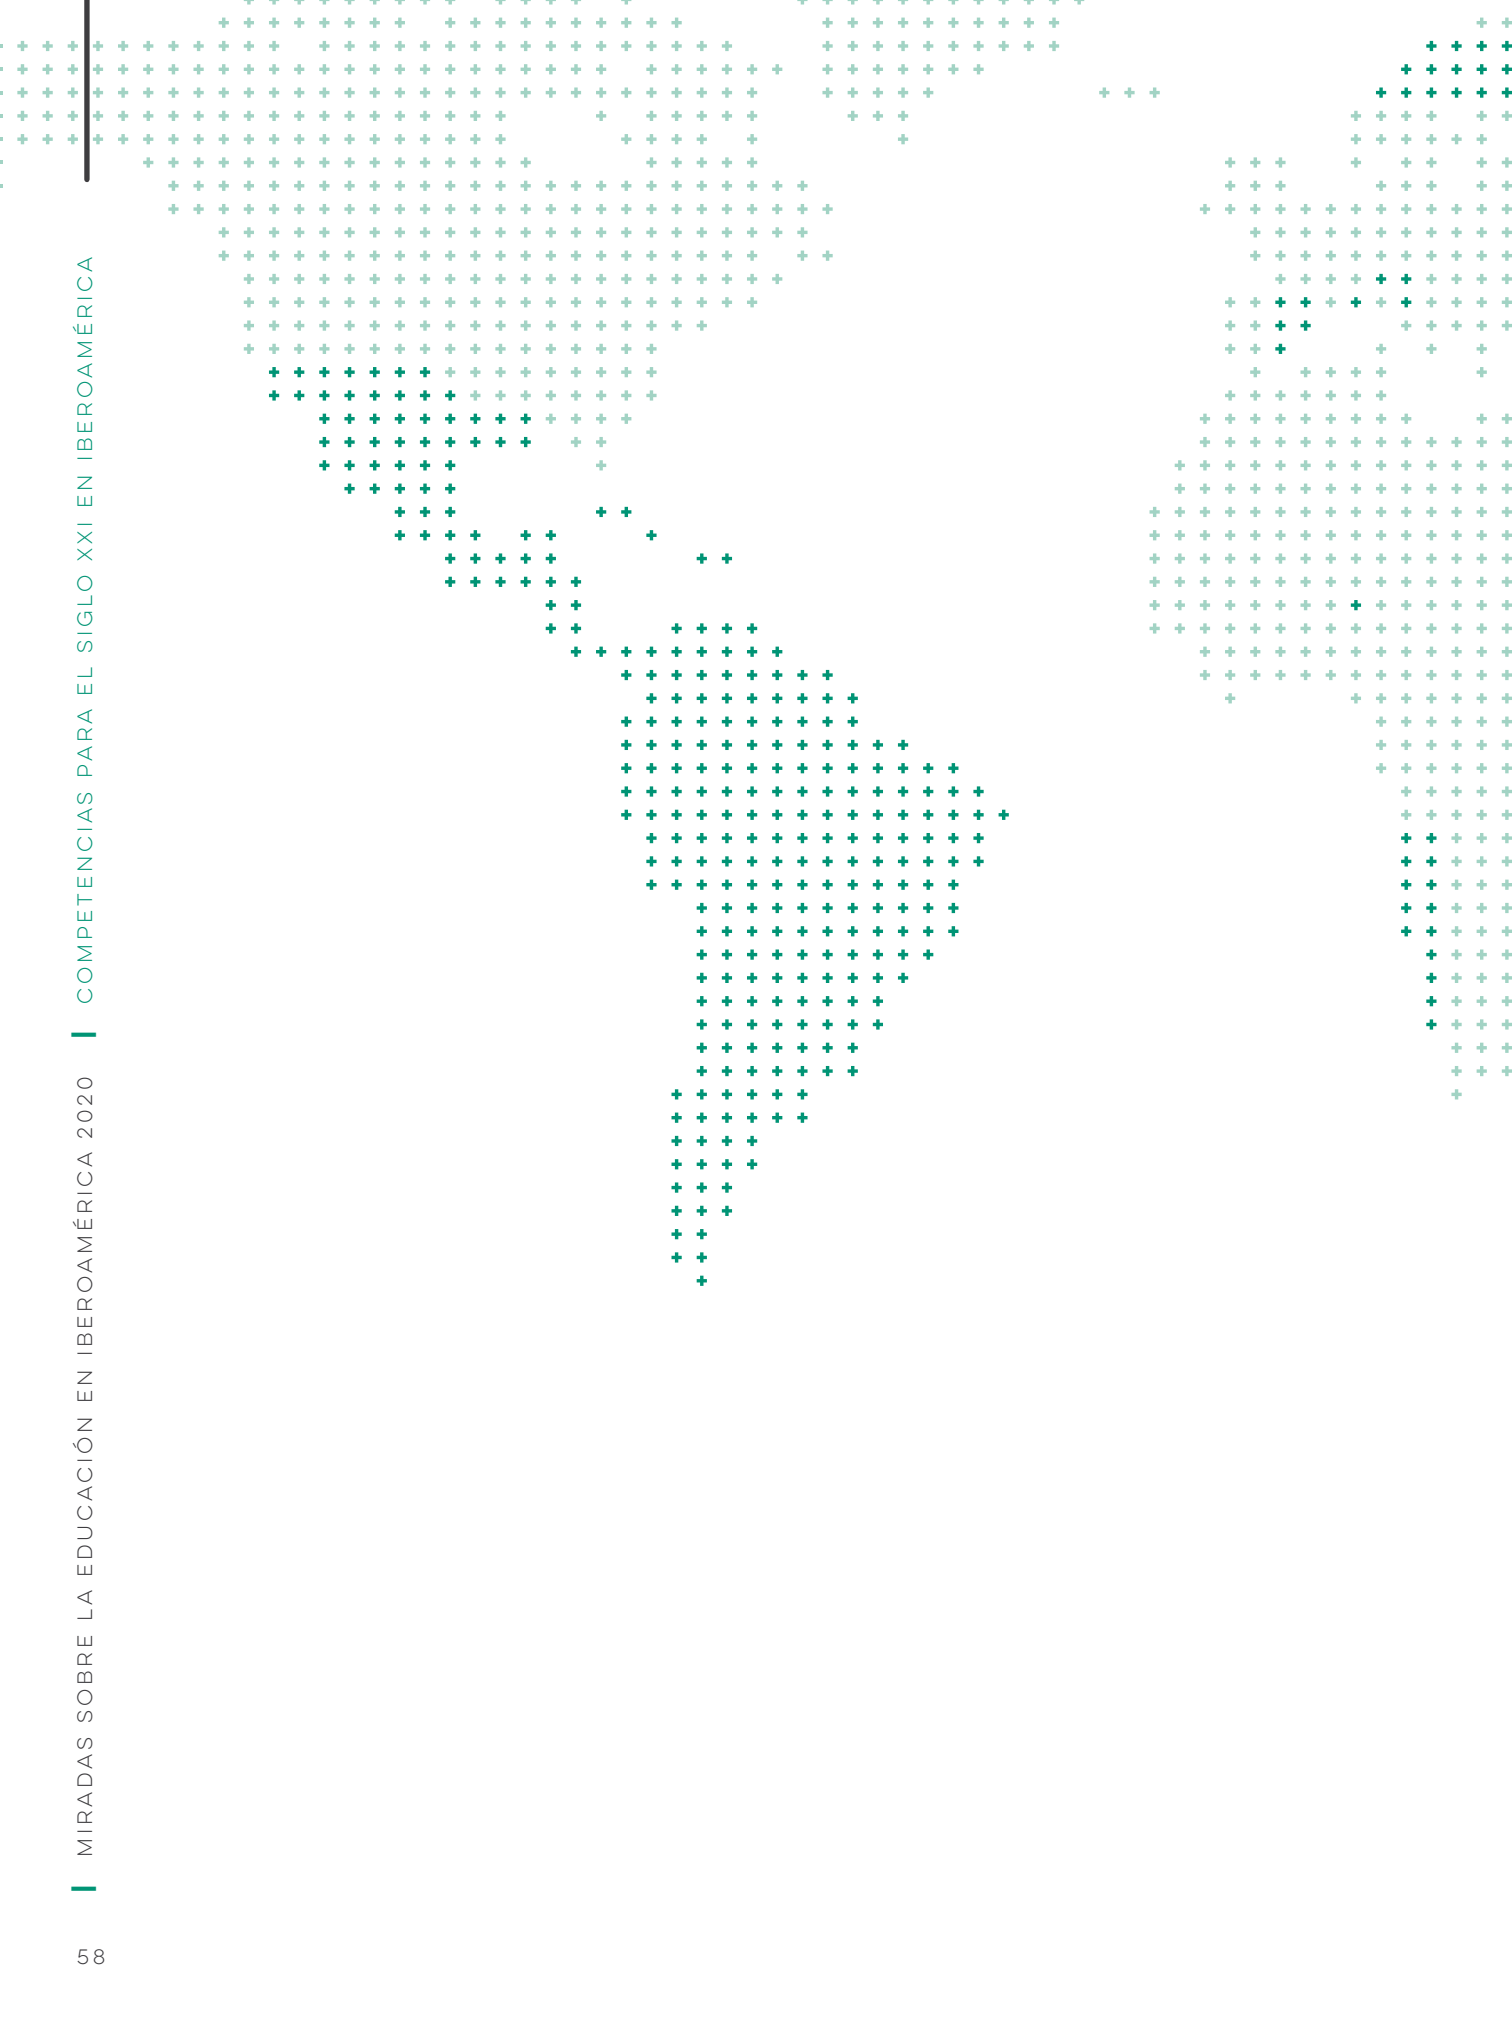 COMPETENCIAS PARA EL SIGLO XXI EN IBEROAMÉRICA
MIRADAS SOBRE LA EDUCACIÓN EN IBEROAMÉRICA 2020
58